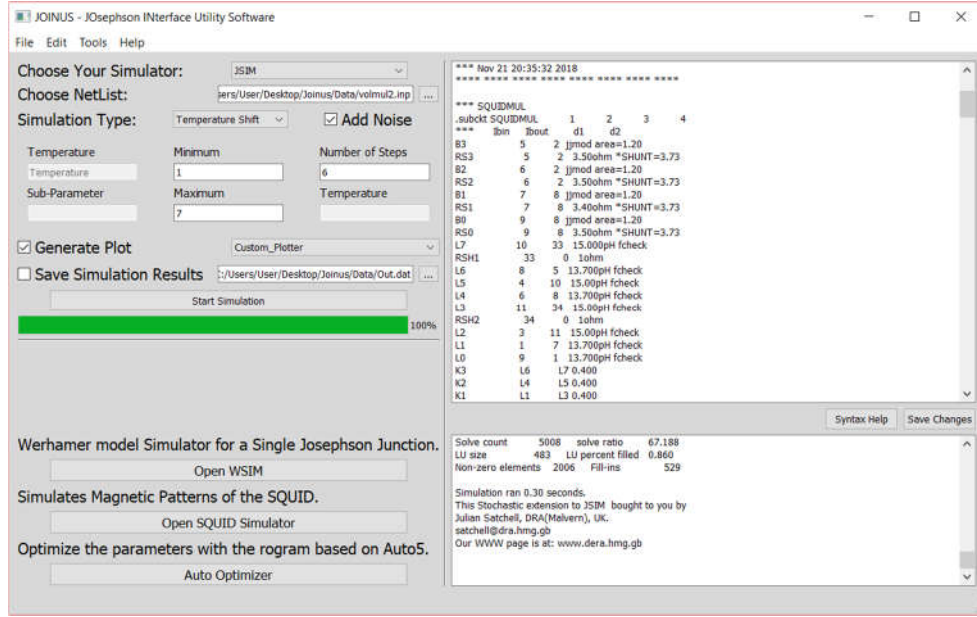 JOINUS - JOsephson INterface Utility Software
File Edit Tools Help
Choose Your Simulator: JSIM
Choose NetList: sers/User/Desktop/Joinus/Data/volmul2.inp ...
Simulation Type: Temperature Shift Add Noise
Temperature Minimum Number of Steps
Temperature 1 6
Sub-Parameter Maximum Temperature
7
Generate Plot Custom_Plotter
Save Simulation Results C:/Users/User/Desktop/Joinus/Data/Out.dat ...
Start Simulation
100%
Werhamer model Simulator for a Single Josephson Junction.
Open WSIM
Simulates Magnetic Patterns of the SQUID.
Open SQUID Simulator
Optimize the parameters with the rogram based on Auto5.
Auto Optimizer
*** Nov 21 20:35:32 2018
**** **** **** **** **** **** **** ****
*** SQUIDMUL
.subckt SQUIDMUL 1 2 3 4
*** Ibin Ibout d1 d2
B3 5 2 jjmod area=1.20
RS3 5 2 3.50ohm *SHUNT=3.73
B2 6 2 jjmod area=1.20
RS2 6 2 3.50ohm *SHUNT=3.73
B1 7 8 jjmod area=1.20
RS1 7 8 3.40ohm *SHUNT=3.73
B0 9 8 jjmod area=1.20
RS0 9 8 3.50ohm *SHUNT=3.73
L7 10 33 15.000pH fcheck
RSH1 33 0 1ohm
L6 8 5 13.700pH fcheck
L5 4 10 15.00pH fcheck
L4 6 8 13.700pH fcheck
L3 11 34 15.00pH fcheck
RSH2 34 0 1ohm
L2 3 11 15.00pH fcheck
L1 1 7 13.700pH fcheck
L0 9 1 13.700pH fcheck
K3 L6 L7 0.400
K2 L4 L5 0.400
K1 L1 L3 0.400
Syntax Help Save Changes
Solve count 5008 solve ratio 67.188
LU size 483 LU percent filled 0.860
Non-zero elements 2006 Fill-ins 529
Simulation ran 0.30 seconds.
This Stochastic extension to JSIM bought to you by
Julian Satchell, DRA(Malvern), UK.
satchell@dra.hmg.gb
Our WWW page is at: www.dera.hmg.gb